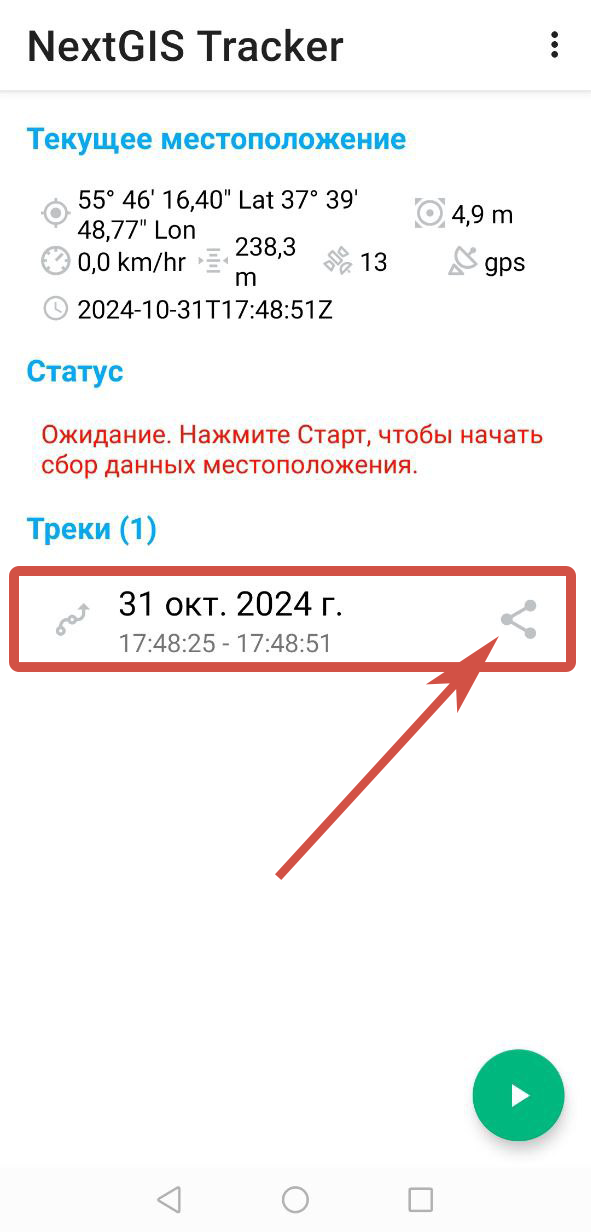 NextGIS Tracker
Текущее местоположение
55° 46' 16,40" Lat 37° 39'
48,77" Lon
4,9 m
0,0 km/hr
238,3
m
13
gps
2024-10-31T17:48:51Z
Статус
Ожидание. Нажмите Старт, чтобы начать
сбор данных местоположения.
Треки (1)
31 окт. 2024 г.
17:48:25 - 17:48:51